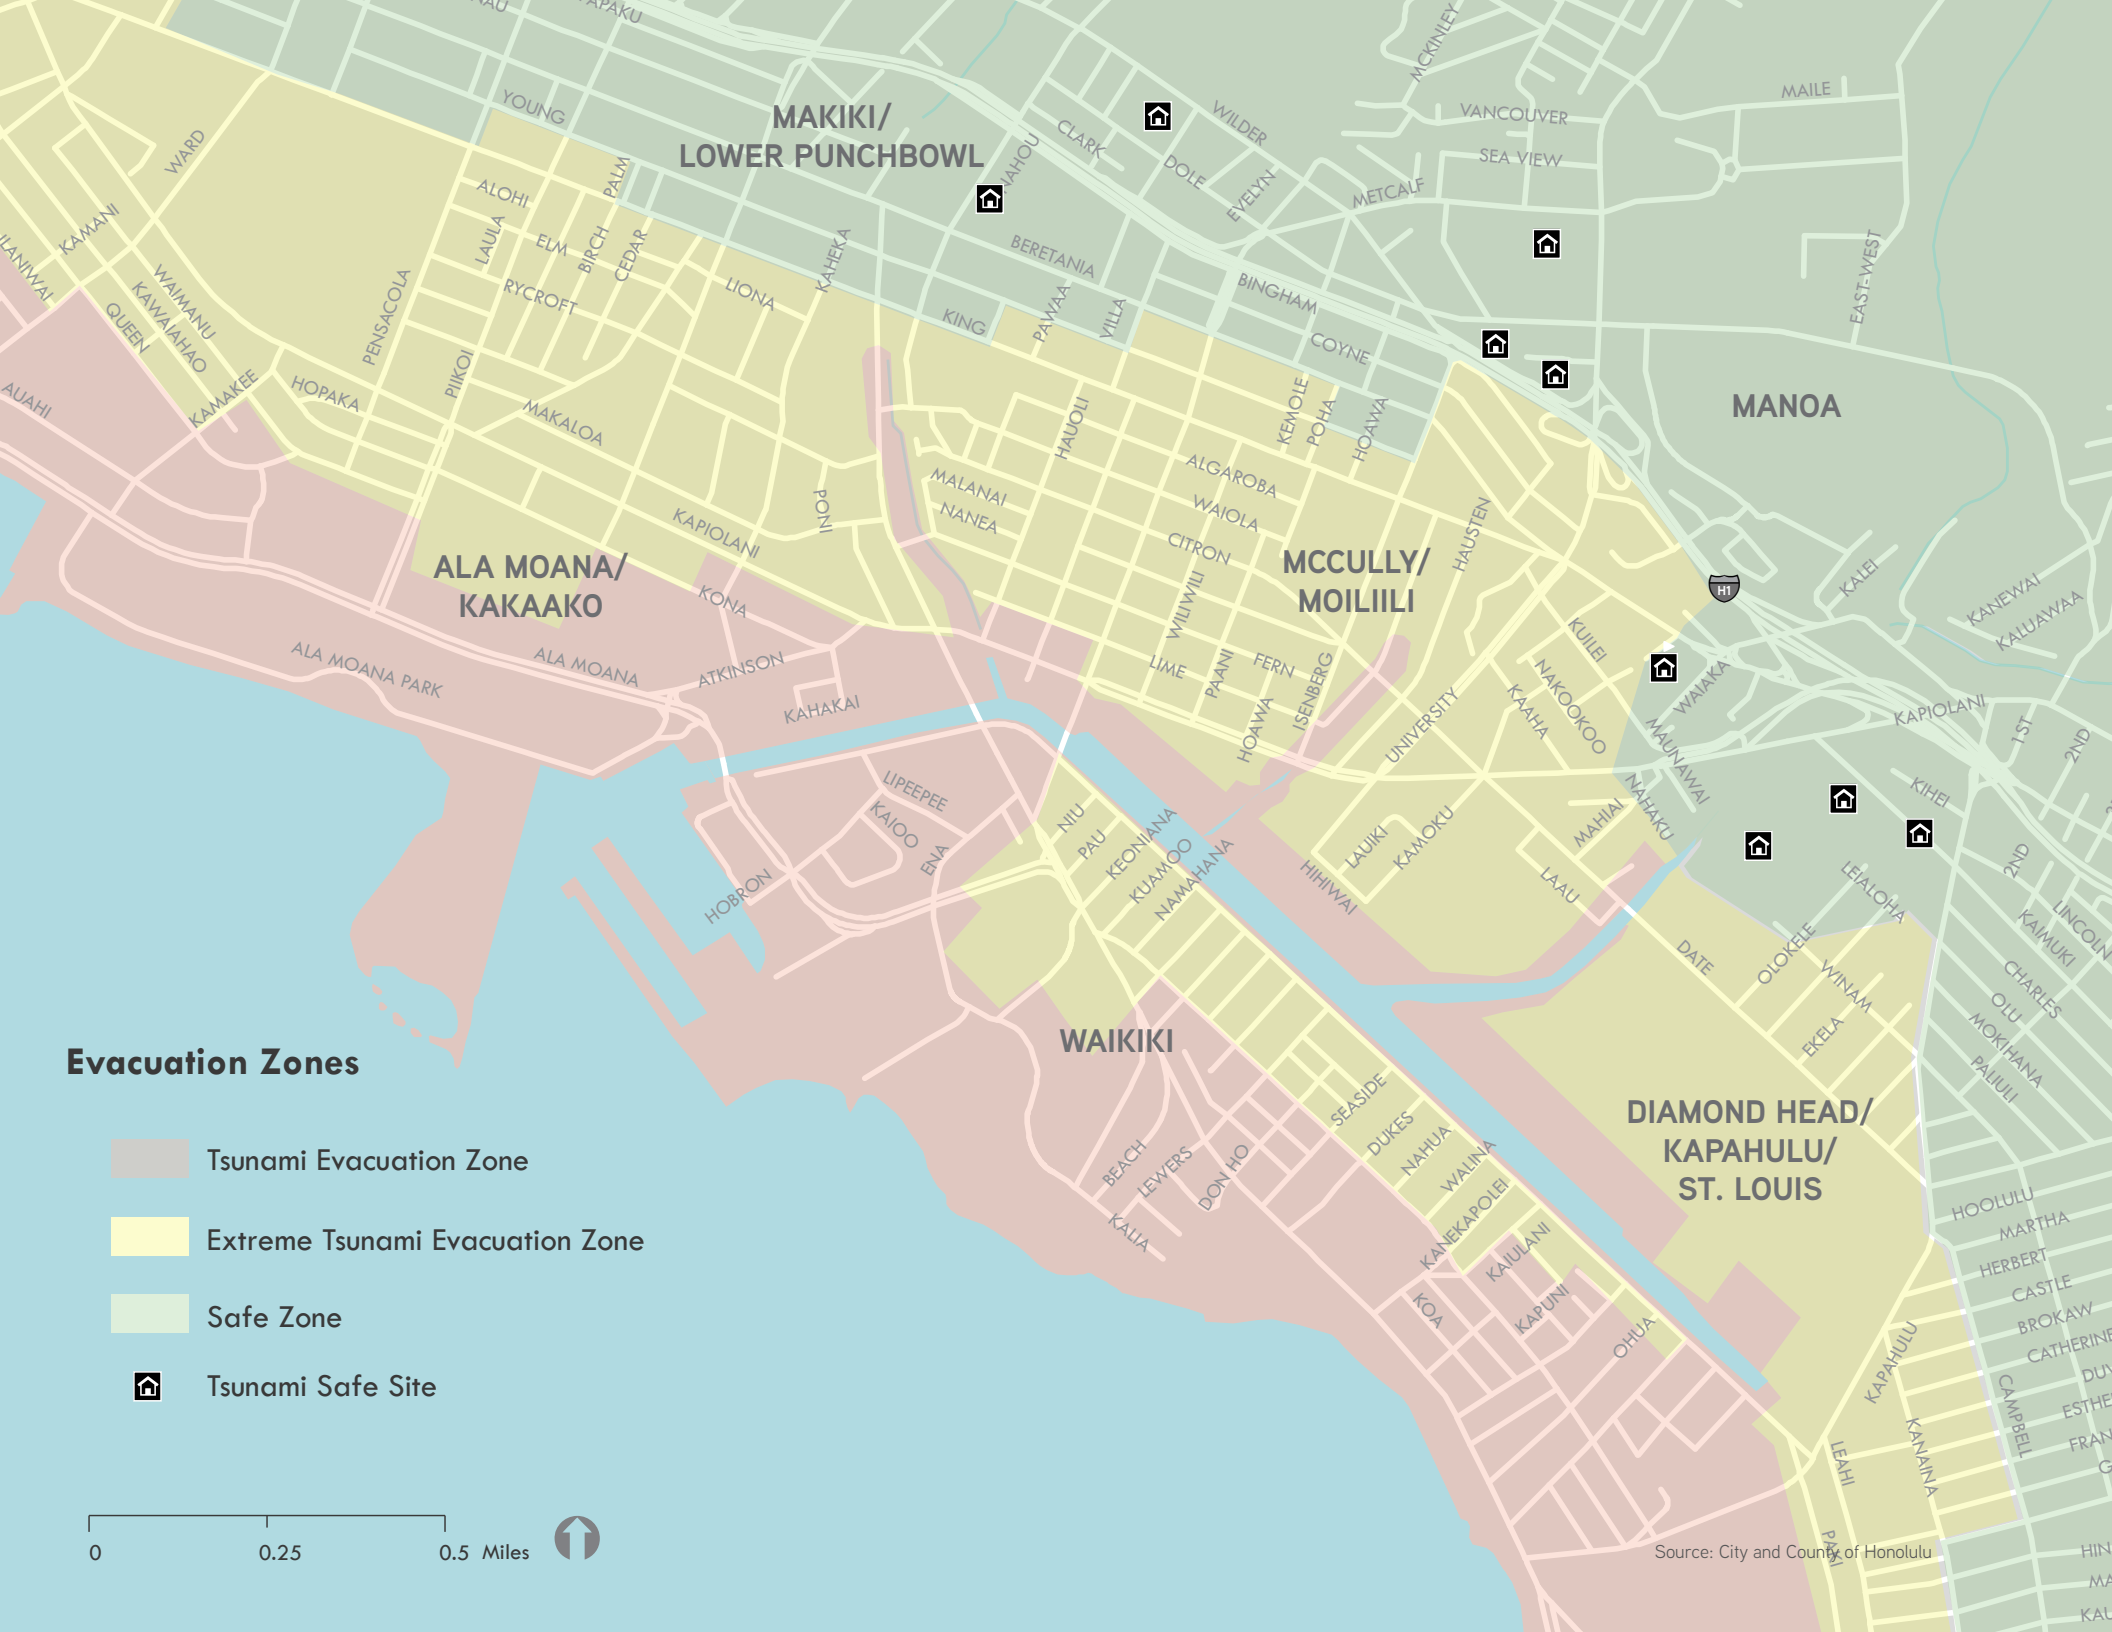 YOUNG
MAKIKI/
LOWER PUNCHBOWL
CLARK
WILDER
DOLE
EVELYN
MCKINLEY
VANCOUVER
SEA VIEW
METCALF
MAILE
EAST-WEST
WARD
ALOHI
PALM
KAMANI
LAULA
ELM
BIRCH
CEDAR
RYCROFT
LIONA
KAHEKA
BERETANIA
KING
PAWAA
VILLA
BINGHAM
COYNE
WAIMANU
KAWAIAHAO
QUEEN
PENSACOLA
PIIKOI
KAMAKEE
HOPAKA
MAKALOA
AUAHI
HAUOLI
KEMOLE
POHA
HOAWA
MANOA
MALANAI
NANEA
ALGAROBA
WAIOLA
CITRON
PONI
KAPIOLANI
HAUSTEN
ALA MOANA/
KAKAAKO
MCCULLY/
MOILIILI
H1
KALEI
KANEWAI
KALUAWAA
KONA
WILIWILI
KUILEI
ALA MOANA PARK
ALA MOANA
ATKINSON
KAHAKAI
LIME
PAANI
FERN
ISENBERG
HOAWA
NAKOOKOO
KAAHA
UNIVERSITY
WAIAKA
MAUNAWAI
NAHAKU
KAPIOLANI
1ST
2ND
KIHEI
LIPEEPEE
KAIOO
ENA
HOBRON
NIU
PAU
KEONIANA
KUAMOO
NAMAHANA
LAUIKI
KAMOKU
HIHIWAI
MAHIAI
LAAU
LEIALOHA
2ND
LINCOLN
KAIMUKI
DATE
OLOKELE
WINAM
EKELA
CHARLES
OLU
MOKIHANA
PALIULI
WAIKIKI
SEASIDE
DUKES
NAHUA
WALINA
KANEKAPOLEI
KAIULANI
KAPUNI
OHUA
KOA
BEACH
LEWERS
DON HO
KALIA
DIAMOND HEAD/
KAPAHULU/
ST. LOUIS
HOOLULU
MARTHA
HERBERT
CASTLE
BROKAW
CATHERINE
KAPAHULU
CAMPBELL
KANAINA
LEAHI
PAKI
Evacuation Zones
Tsunami Evacuation Zone
Extreme Tsunami Evacuation Zone
Safe Zone
Tsunami Safe Site
0
0.25
0.5 Miles
Source: City and County of Honolulu